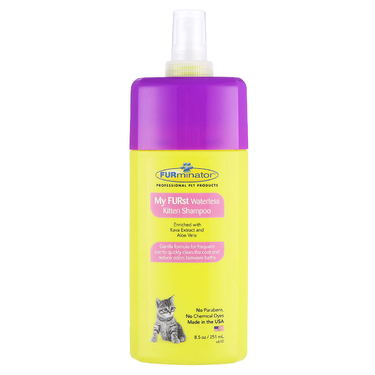 FURminator
PROFESSIONAL PET PRODUCTS
My FURst Waterless
Kitten Shampoo
Enriched with
Kava Extract and
Aloe Vera
Gentle formula for frequent
use to quickly clean the coat and
reduce odors between baths
No Parabens,
No Chemical Dyes
Made in the USA
8.5 oz / 251 mL